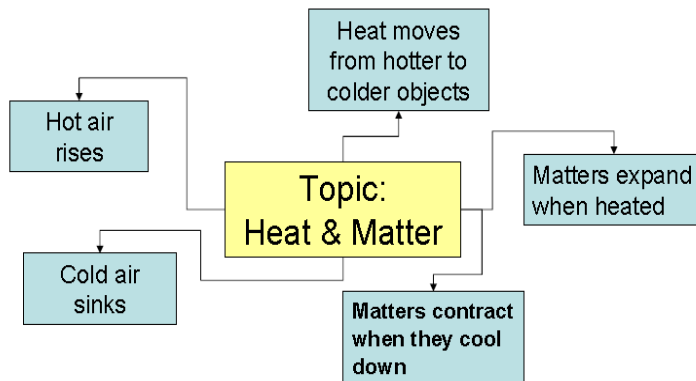 Heat moves
from hotter to
colder objects
Hot air
rises
Topic:
Heat & Matter
Matters expand
when heated
Cold air
sinks
Matters contract
when they cool
down